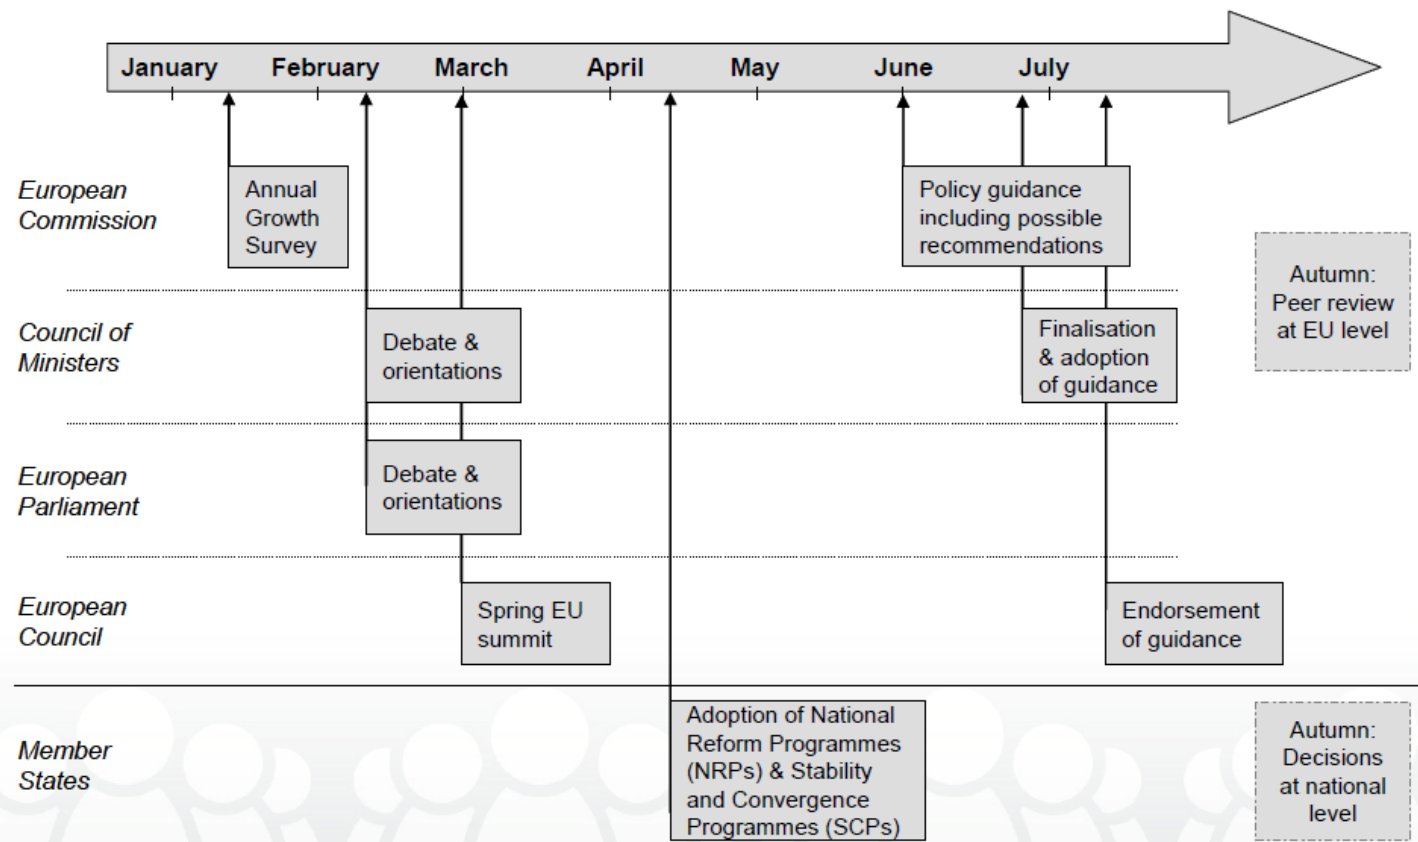 January February March April May June July
European
Commission
Annual
Growth
Survey
Policy guidance
including possible
recommendations
Autumn:
Peer review
at EU level
Council of
Ministers
Debate &
orientations
Finalisation
& adoption
of guidance
European
Parliament
Debate &
orientations
European
Council
Spring EU
summit
Endorsement
of guidance
Member
States
Adoption of National
Reform Programmes
(NRPs) & Stability
and Convergence
Programmes (SCPs)
Autumn:
Decisions
at national
level